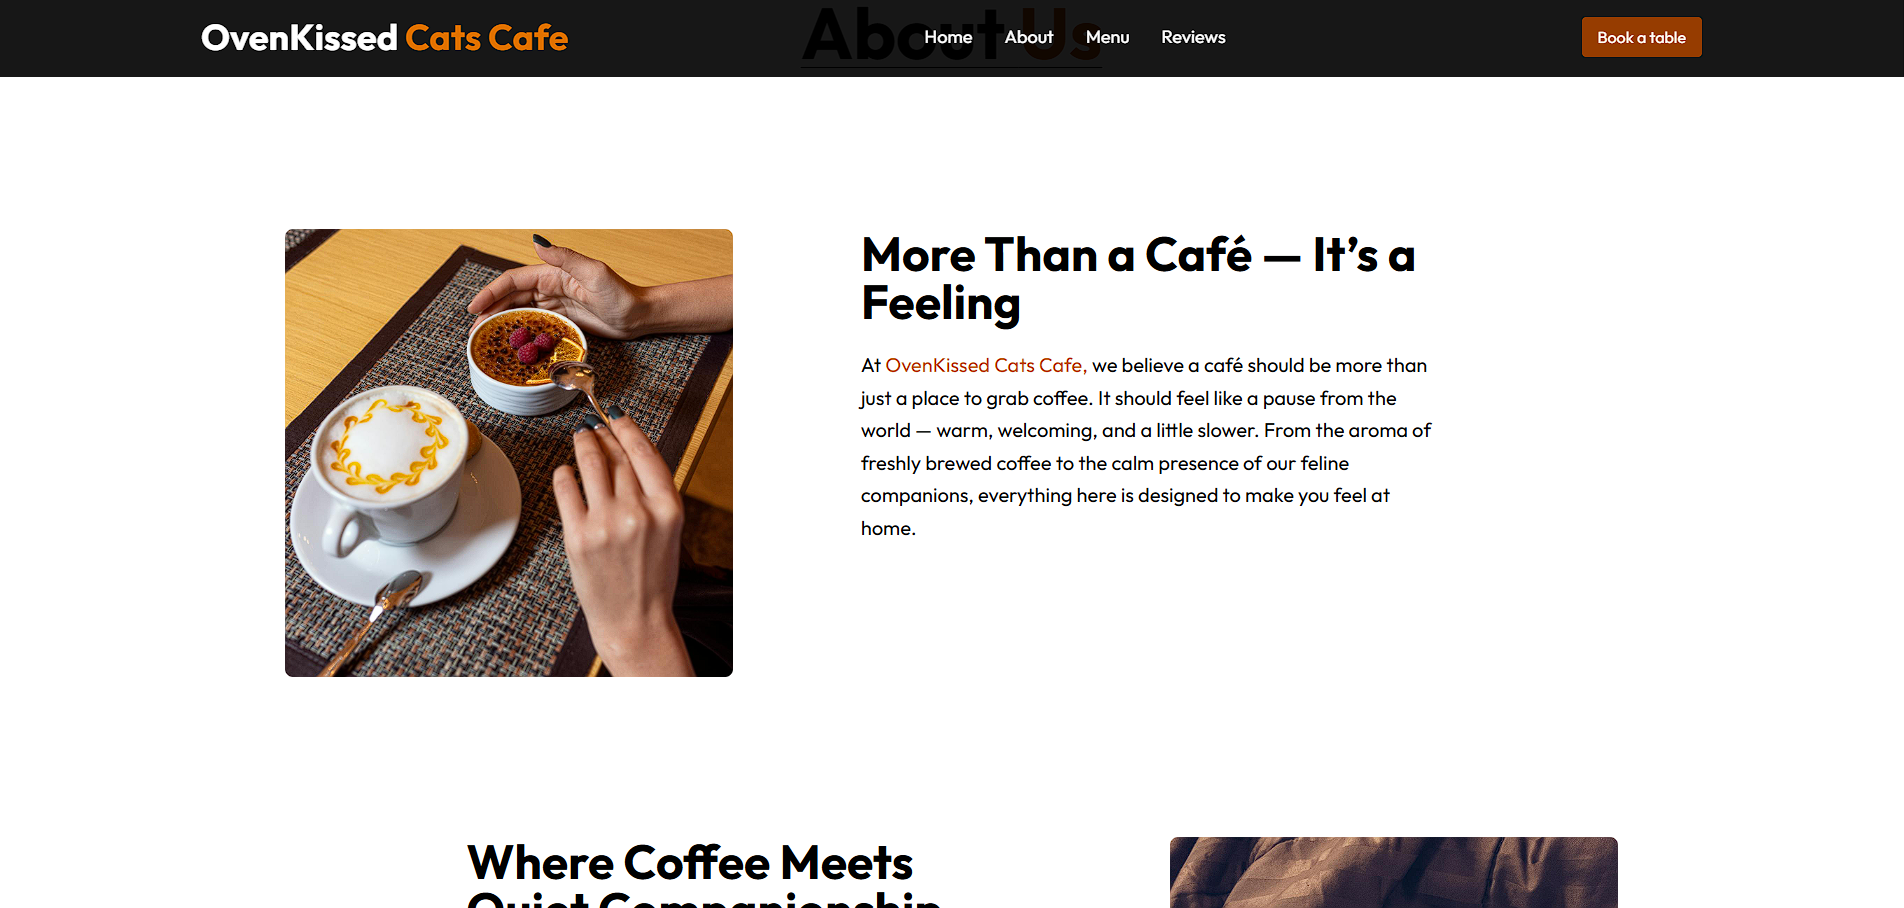 OvenKissed Cats Cafe
About Us
Home About Menu Reviews
Book a table
More Than a Café — It’s a
Feeling
At OvenKissed Cats Cafe, we believe a café should be more than
just a place to grab coffee. It should feel like a pause from the
world — warm, welcoming, and a little slower. From the aroma of
freshly brewed coffee to the calm presence of our feline
companions, everything here is designed to make you feel at
home.
Where Coffee Meets
Quiet Companionship